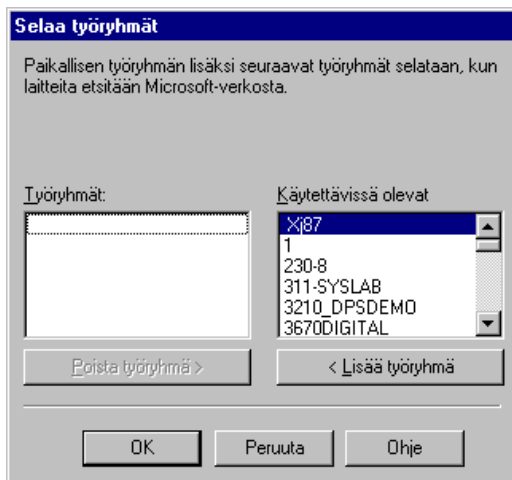 Selaa työryhmät
Paikallisen työryhmän lisäksi seuraavat työryhmät selataan, kun
laitteita etsitään Microsoft-verkosta.
Työryhmät:
Käytettävissä olevat
Xj87
1
230-8
311-SYSLAB
3210_DPSDEMO
3670DIGITAL
Poista työryhmä >
< Lisää työryhmä
OK
Peruuta
Ohje